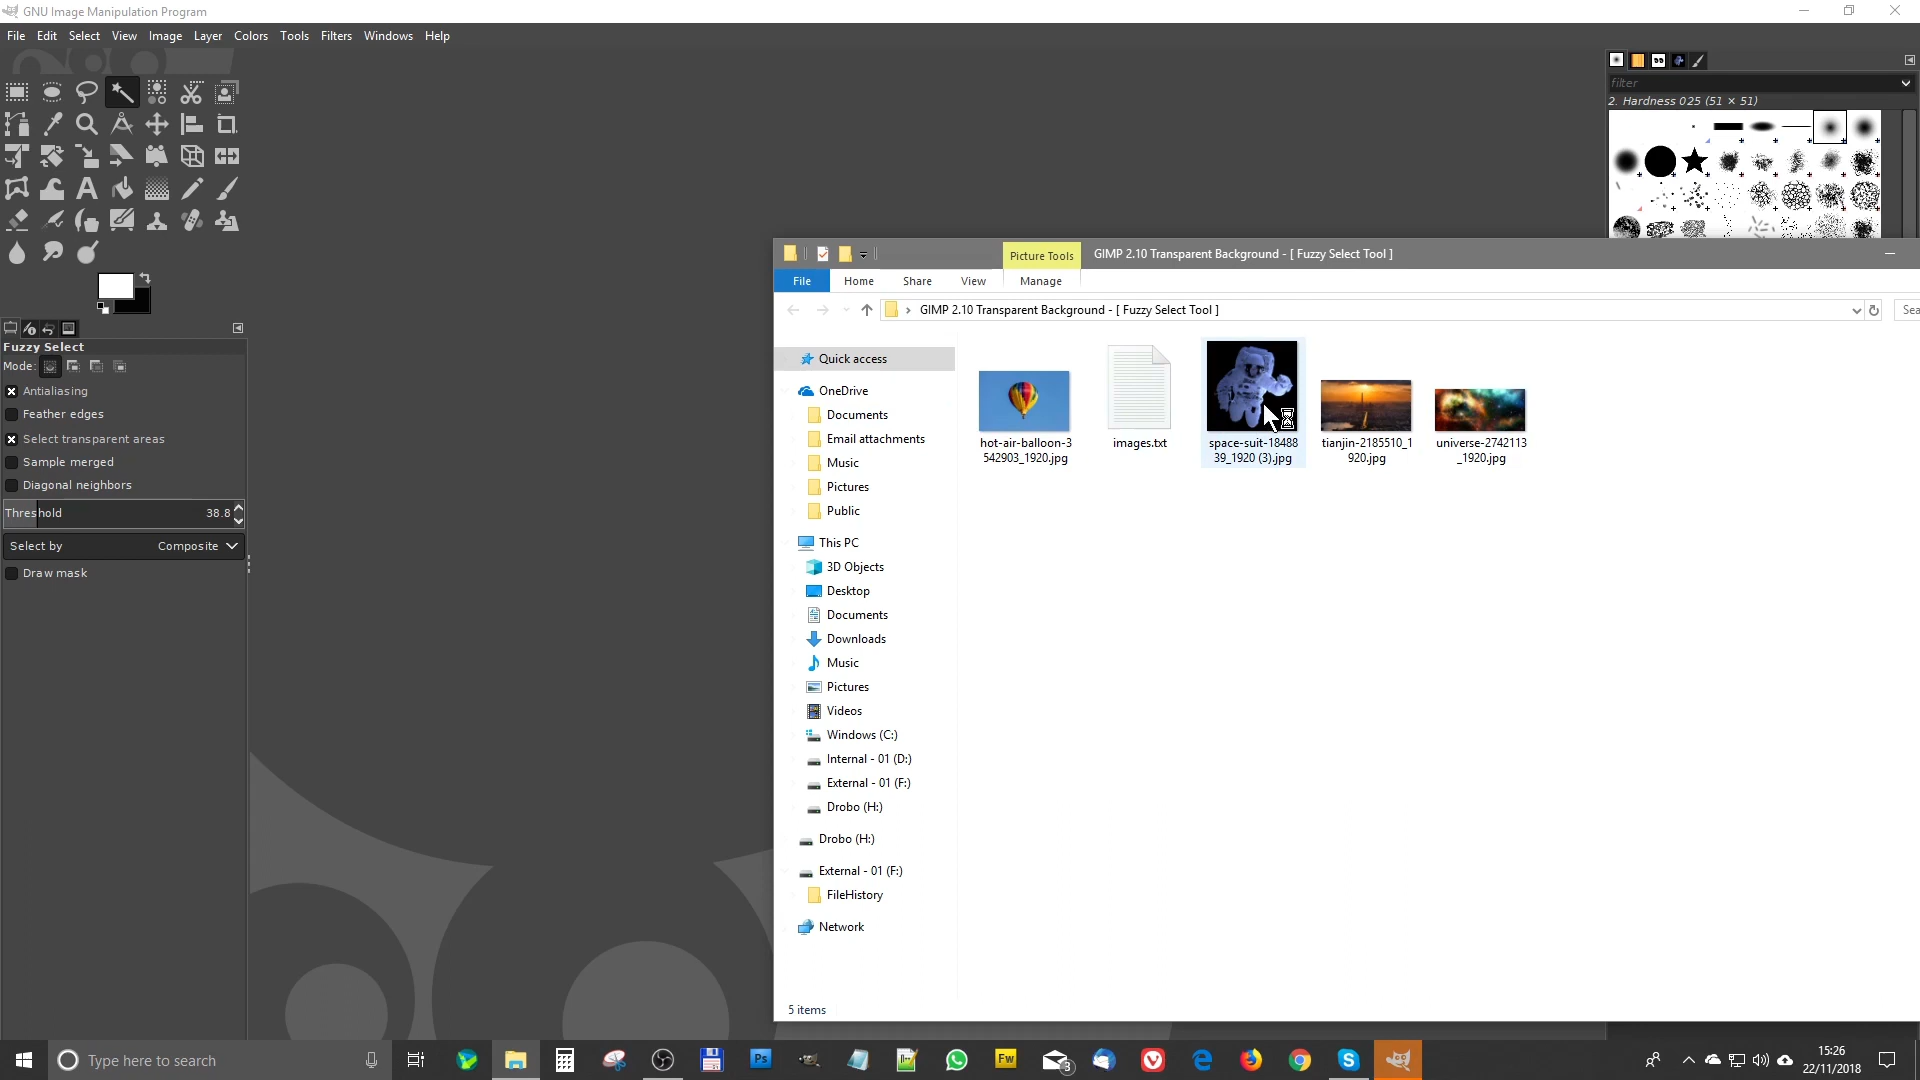 GNU Image Manipulation Program
File Edit Select View Image Layer Colors Tools Filters Windows Help
filter
2. Hardness 025 (51 × 51)
Fuzzy Select
Mode:
Antialiasing
Feather edges
Select transparent areas
Sample merged
Diagonal neighbors
Threshold 38.8
Select by Composite
Draw mask
Picture Tools GIMP 2.10 Transparent Background - [ Fuzzy Select Tool ]
File Home Share View Manage
GIMP 2.10 Transparent Background - [ Fuzzy Select Tool ] Sea
Quick access
OneDrive
Documents
Email attachments
Music
Pictures
Public
This PC
3D Objects
Desktop
Documents
Downloads
Music
Pictures
Videos
Windows (C:)
Internal - 01 (D:)
External - 01 (F:)
Drobo (H:)
Drobo (H:)
External - 01 (F:)
FileHistory
Network
hot-air-balloon-3
542903_1920.jpg
images.txt
space-suit-18488
39_1920 (3).jpg
tianjin-2185510_1
920.jpg
universe-2742113
_1920.jpg
5 items
Type here to search
Ps
Fw
3
15:26
22/11/2018